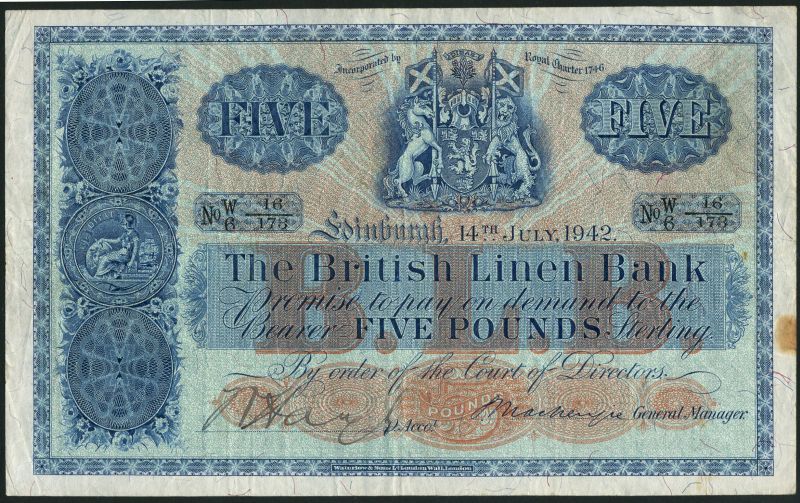 Incorporated by Royal Charter 1746
FIVE FIVE
No W/6 16/173 No W/6 16/173
Edinburgh, 14TH JULY, 1942.
The British Linen Bank
B.L.B.
Promise to pay on demand to the
Bearer FIVE POUNDS Sterling
By order of the Court of Directors.
5 POUNDS
p. Acct. A Mackenzie General Manager
Waterlow & Sons Ld London Wall, London